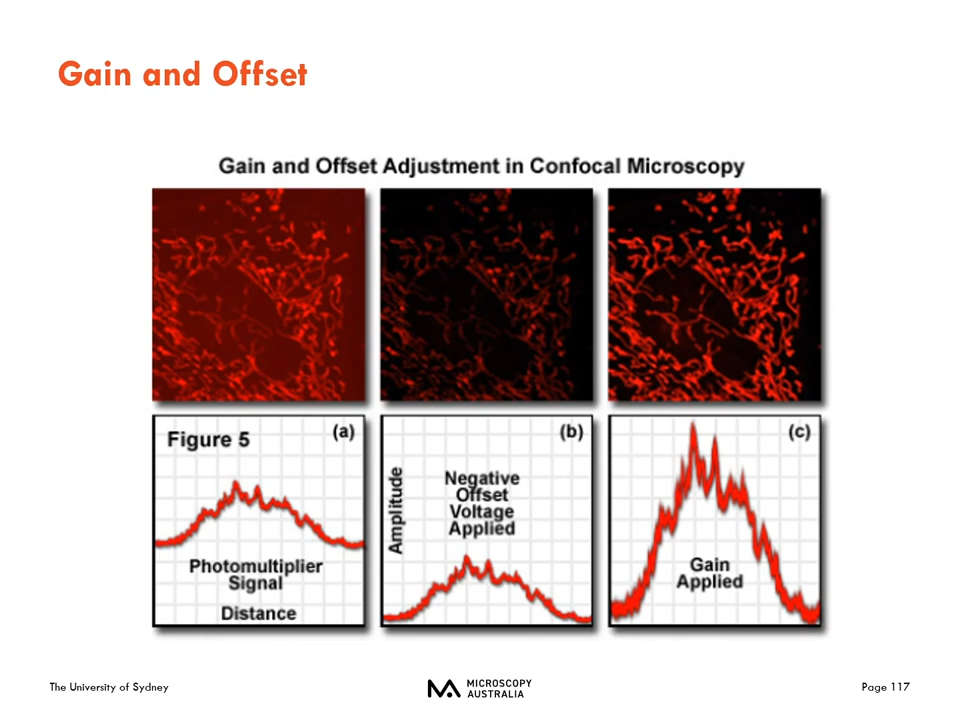 Gain and Offset
Gain and Offset Adjustment in Confocal Microscopy
Figure 5
(a)
Photomultiplier
Signal
Distance
(b)
Amplitude
Negative
Offset
Voltage
Applied
(c)
Gain
Applied
The University of Sydney
MICROSCOPY
AUSTRALIA
Page 117